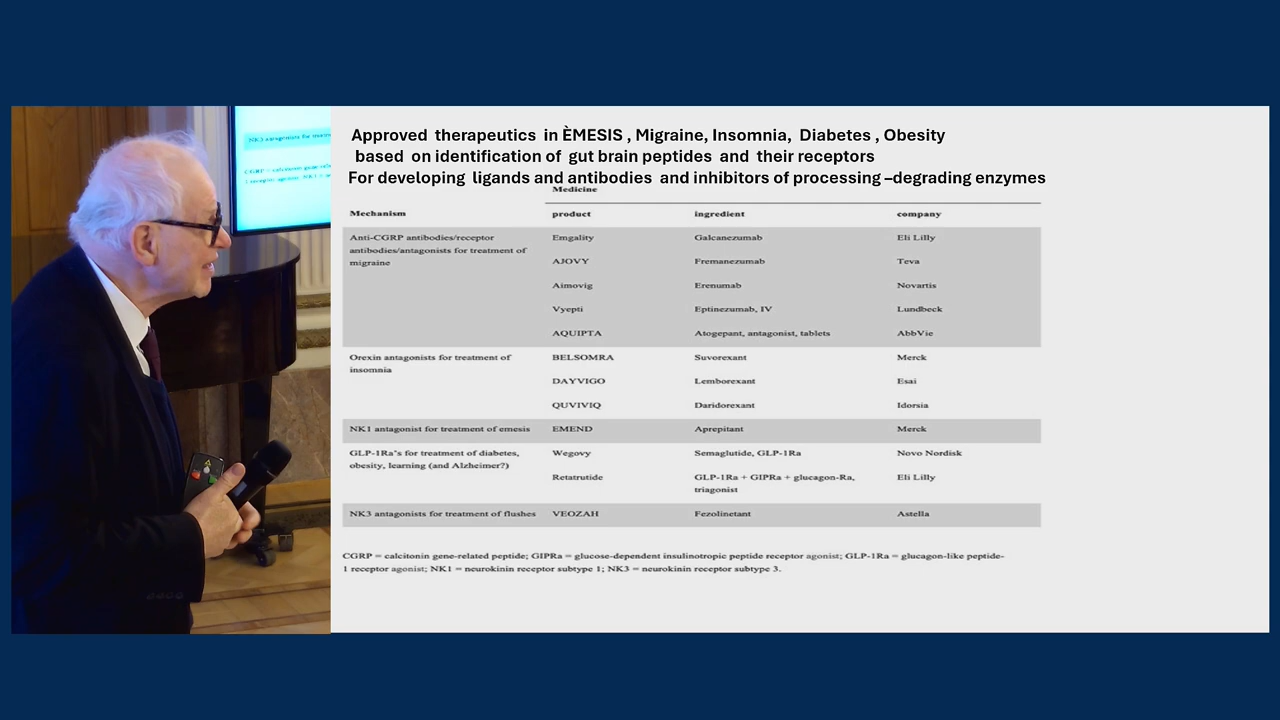 Approved therapeutics in ÈMESIS , Migraine, Insomnia, Diabetes , Obesity
based on identification of gut brain peptides and their receptors
For developing ligands and antibodies and inhibitors of processing –degrading enzymes
Medicine
Mechanism product ingredient company
Anti-CGRP antibodies/receptor Emgality Galcanezumab Eli Lilly
antibodies/antagonists for treatment of
migraine AJOVY Fremanezumab Teva
Aimovig Erenumab Novartis
Vyepti Eptinezumab, IV Lundbeck
AQUIPTA Atogepant, antagonist, tablets AbbVie
Orexin antagonists for treatment of BELSOMRA Suvorexant Merck
insomnia
DAYVIGO Lemborexant Esai
QUVIVIQ Daridorexant Idorsia
NK1 antagonist for treatment of emesis EMEND Aprepitant Merck
GLP-1Ra's for treatment of diabetes, Wegovy Semaglutide, GLP-1Ra Novo Nordisk
obesity, learning (and Alzheimer?)
Retatrutide GLP-1Ra + GIPRa + glucagon-Ra, Eli Lilly
triagonist
NK3 antagonists for treatment of flushes VEOZAH Fezolinetant Astella
CGRP = calcitonin gene-related peptide; GIPRa = glucose-dependent insulinotropic peptide receptor agonist; GLP-1Ra = glucagon-like peptide-
1 receptor agonist; NK1 = neurokinin receptor subtype 1; NK3 = neurokinin receptor subtype 3.